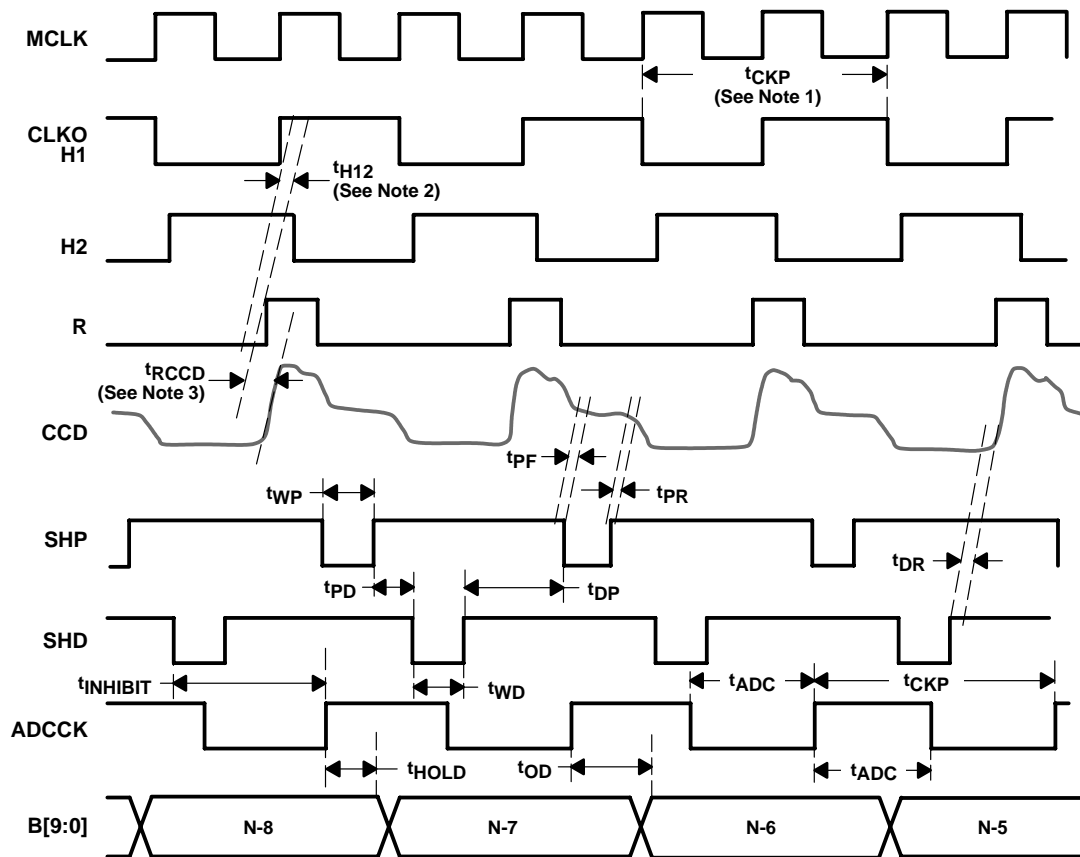 MCLK
tCKP
(See Note 1)
CLKO
H1
tH12
(See Note 2)
H2
R
tRCCD
(See Note 3)
CCD
tPF
tWP
tPR
SHP
tDR
tPD
tDP
SHD
tINHIBIT
tWD
tADC
tCKP
ADCCK
tHOLD
tOD
tADC
B[9:0]
N-8
N-7
N-6
N-5